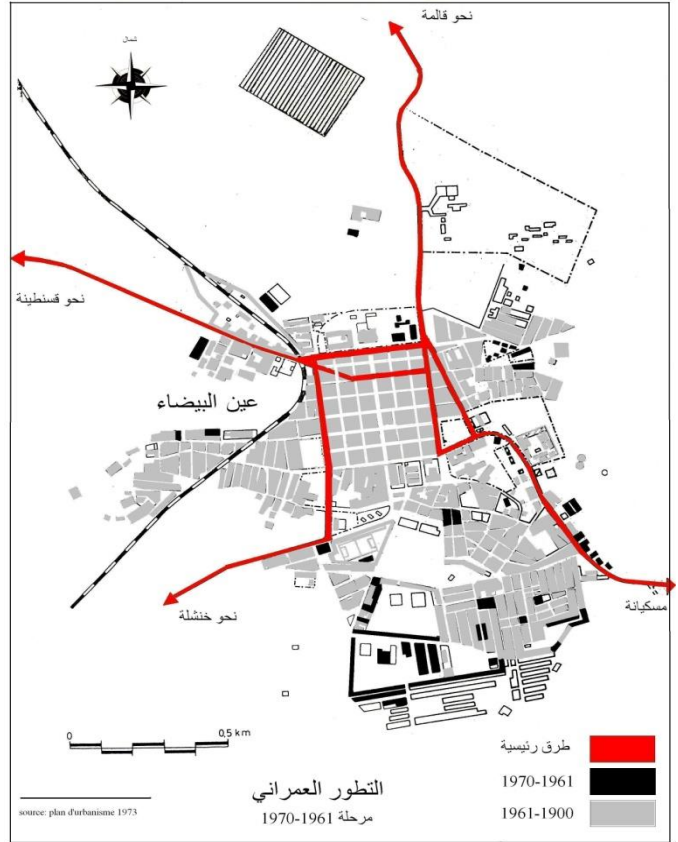 نحو قالمة
شمال
نحو قسنطينة
عين البيضاء
مسكيانة
نحو خنشلة
0
0,5 km
طرق رئيسية
1970-1961
1961-1900
التطور العمراني
مرحلة 1961-1970
source: plan d'urbanisme 1973